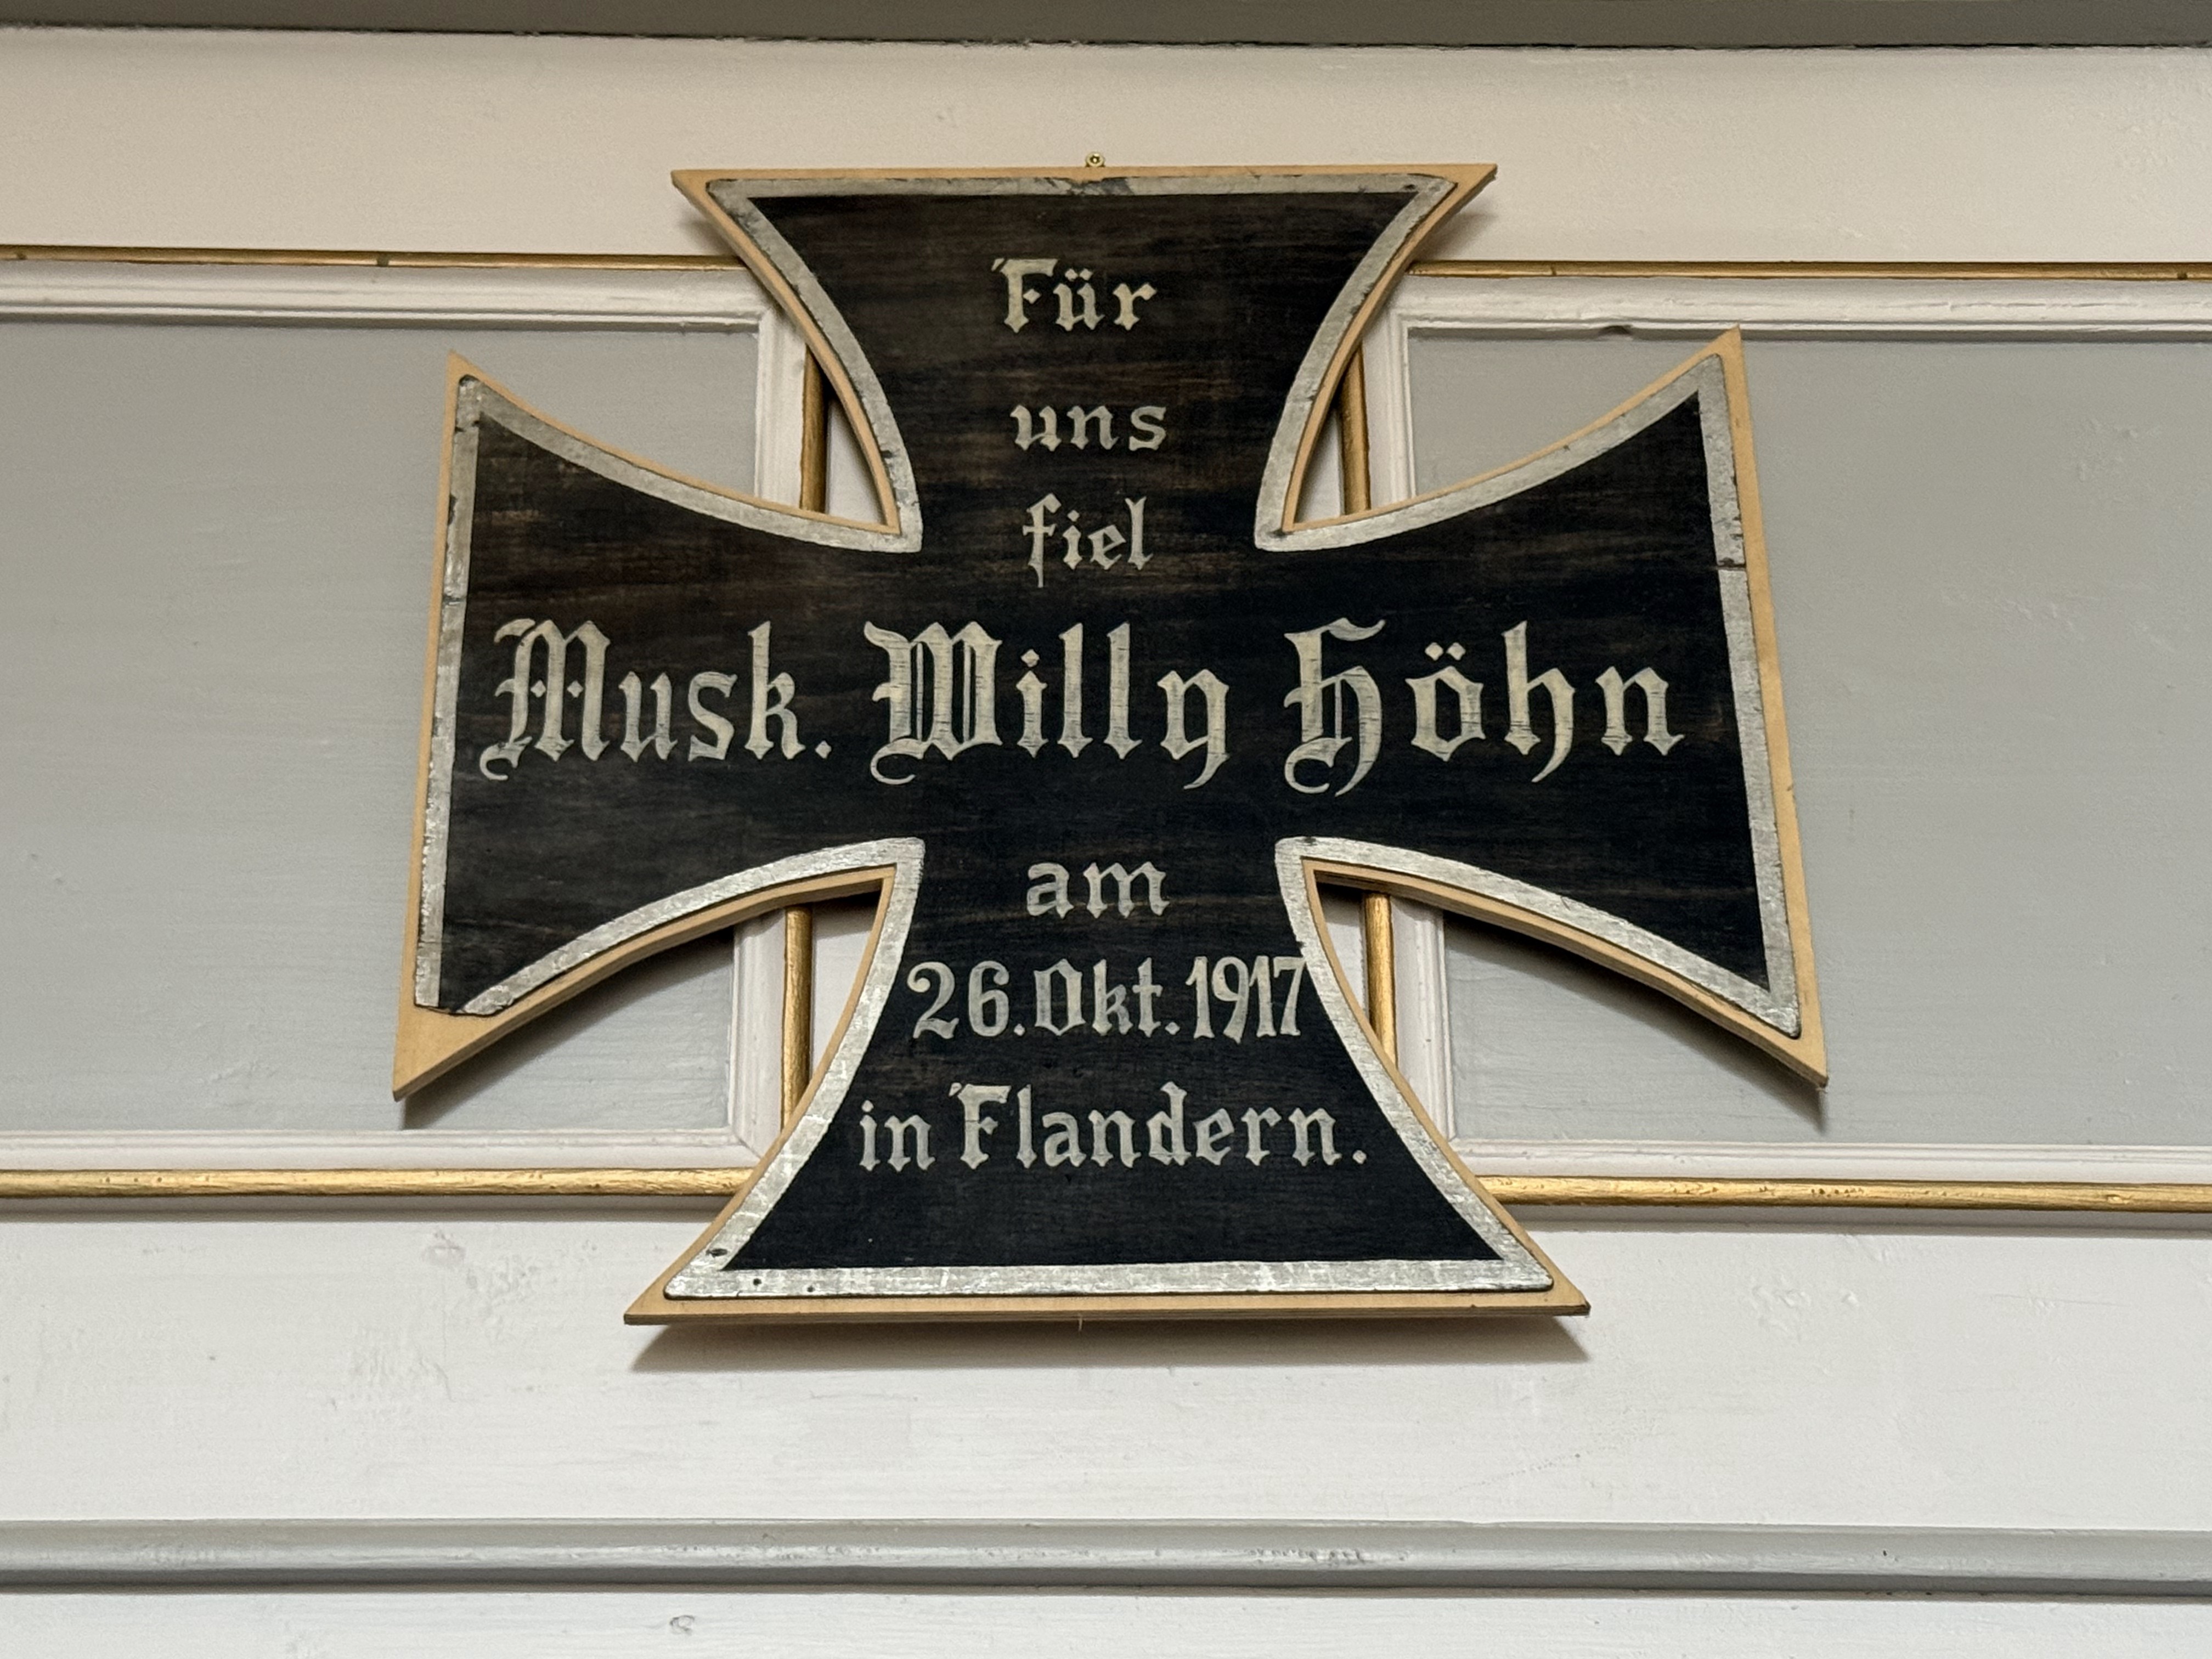 Für
uns
fiel
Musk. Willy Höhn
am
26. Okt. 1917
in Flandern.